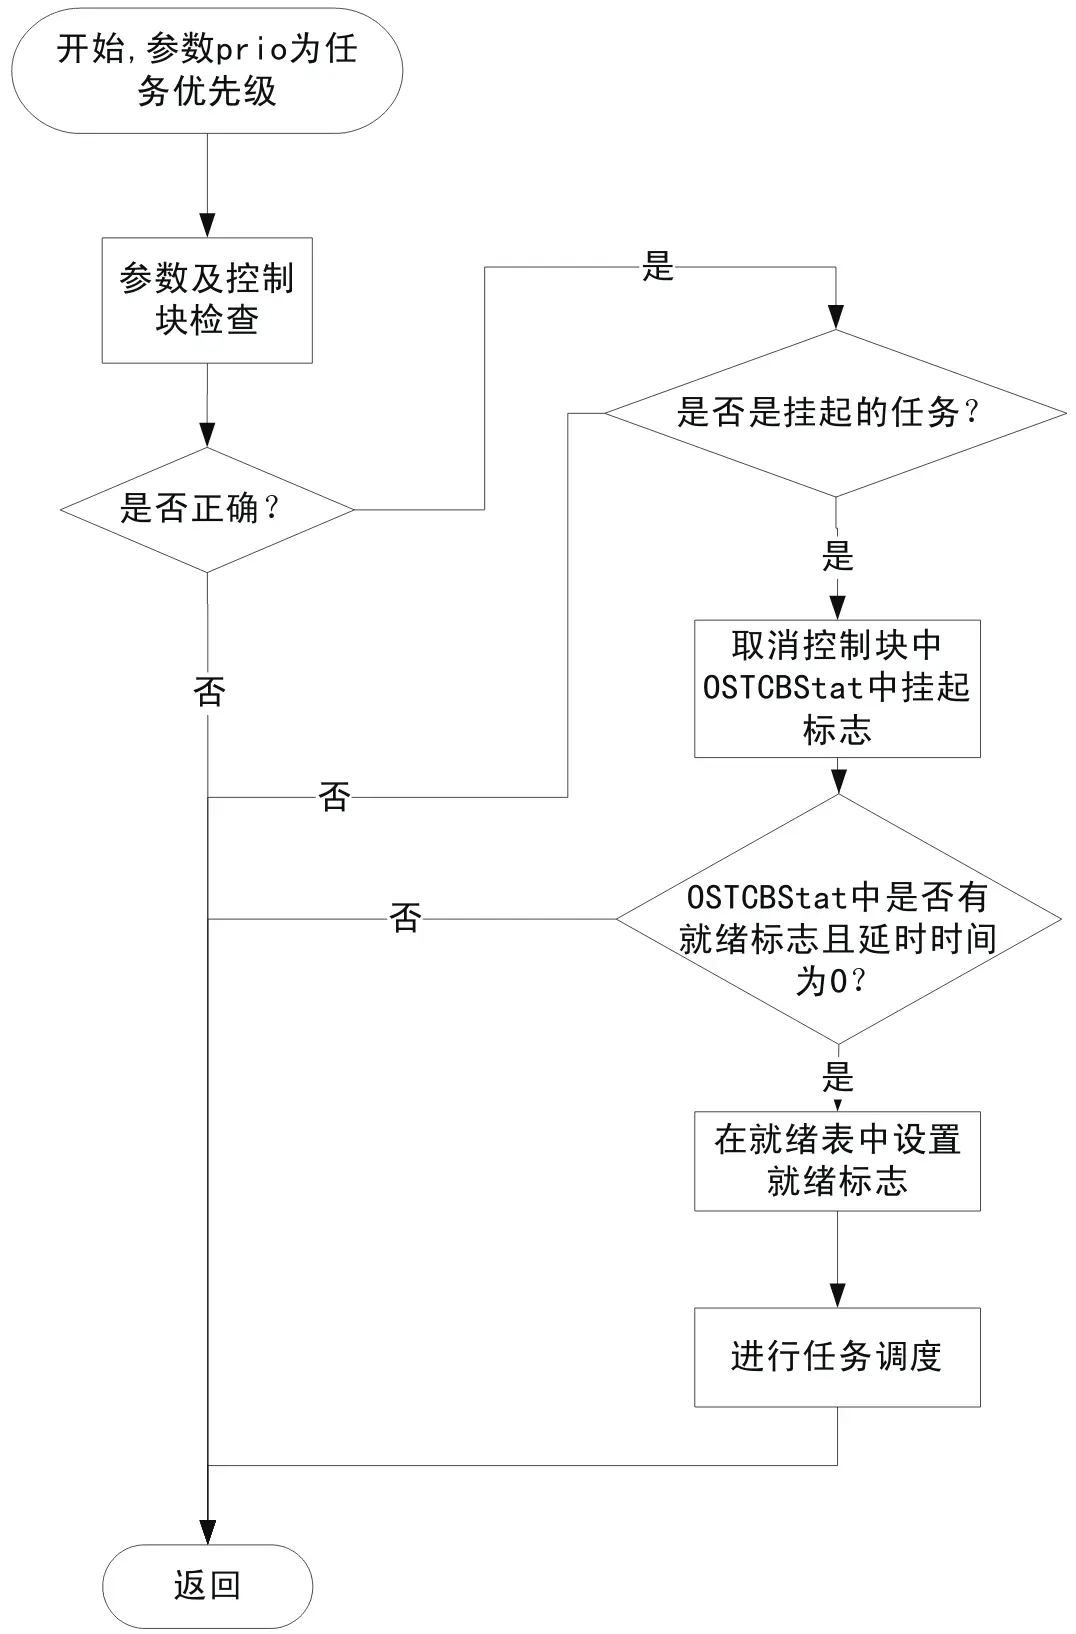 开始,参数prio为任
务优先级
参数及控制
块检查
是否正确?
是
否
是否是挂起的任务?
是
否
取消控制块中
OSTCBStat中挂起
标志
OSTCBStat中是否有
就绪标志且延时时间
为0?
否
是
在就绪表中设置
就绪标志
进行任务调度
返回